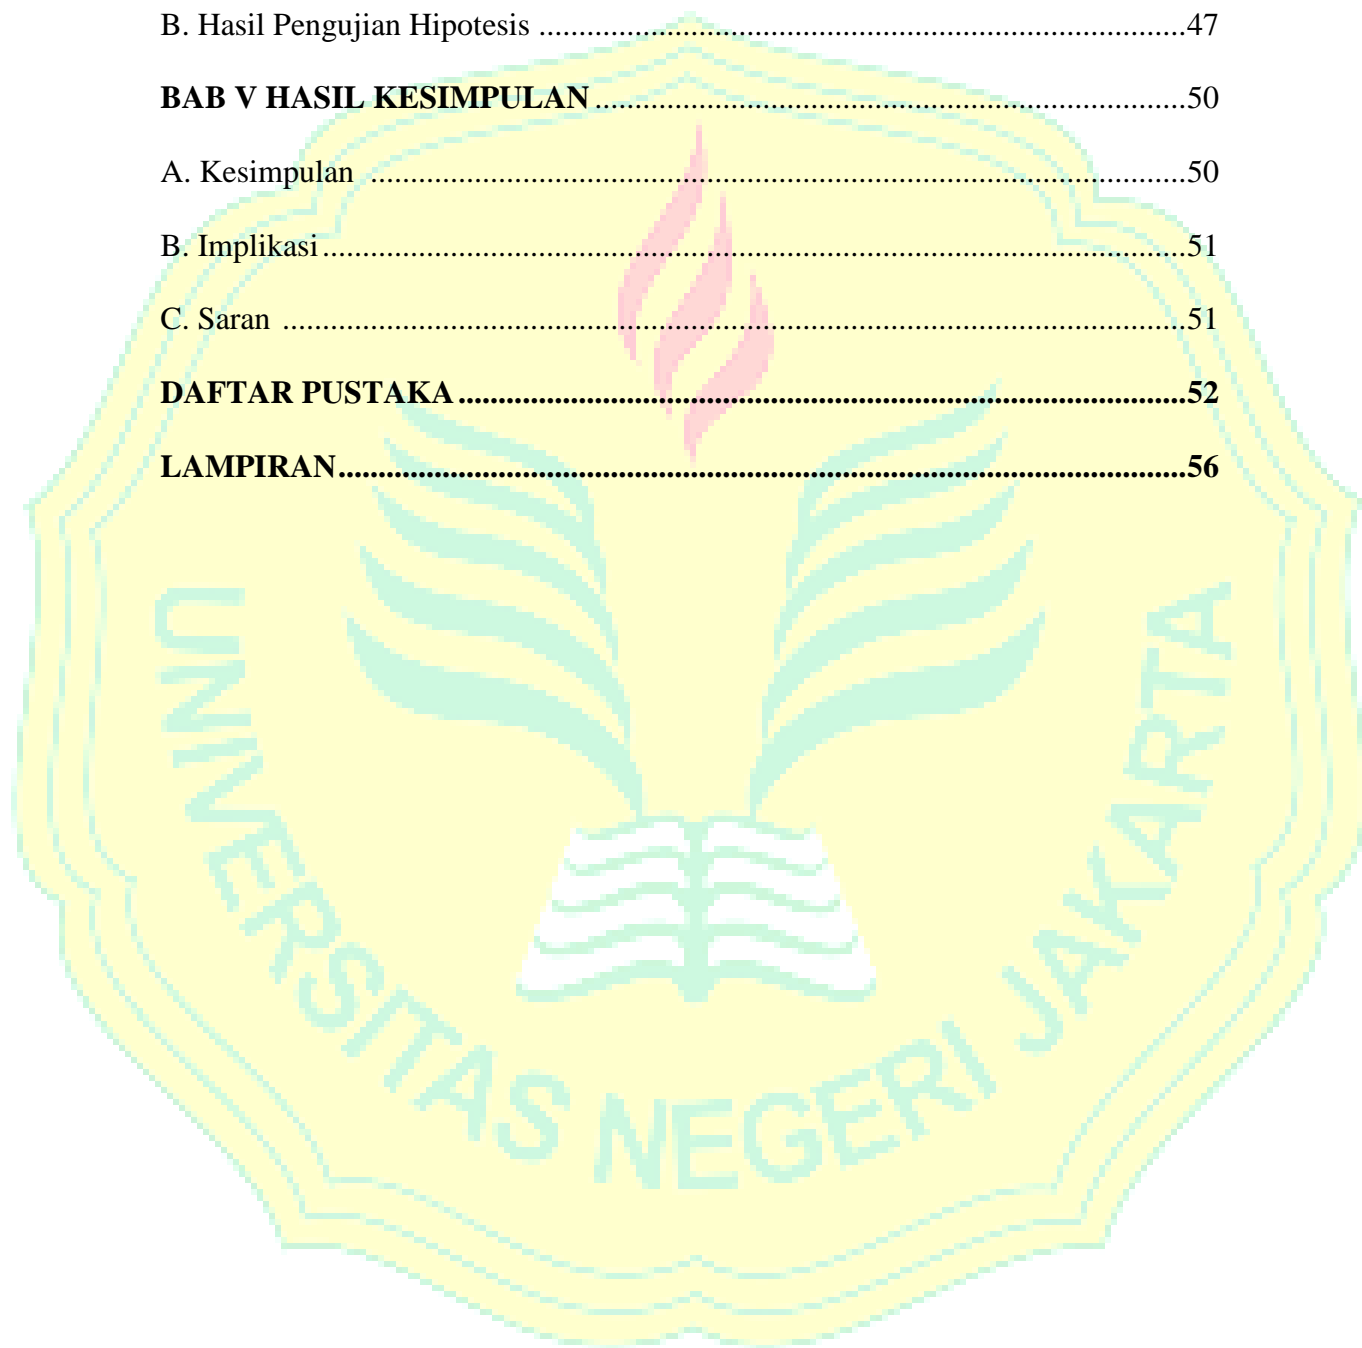 B. Hasil Pengujian Hipotesis ................................................................................47
BAB V HASIL KESIMPULAN ..........................................................................50
A. Kesimpulan .....................................................................................................50
B. Implikasi ...........................................................................................................51
C. Saran ................................................................................................................51
DAFTAR PUSTAKA ...........................................................................................52
LAMPIRAN .........................................................................................................56
UNIVERSITAS NEGERI JAKARTA